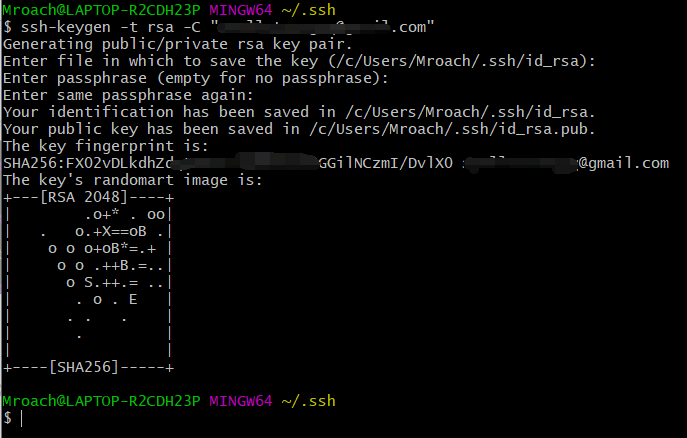 Mroach@LAPTOP-R2CDH23P MINGW64 ~/.ssh
$ ssh-keygen -t rsa -C "@gmail.com"
Generating public/private rsa key pair.
Enter file in which to save the key (/c/Users/Mroach/.ssh/id_rsa):
Enter passphrase (empty for no passphrase):
Enter same passphrase again:
Your identification has been saved in /c/Users/Mroach/.ssh/id_rsa.
Your public key has been saved in /c/Users/Mroach/.ssh/id_rsa.pub.
The key fingerprint is:
SHA256:FXO2vDLkdhZd GGilNCzmI/DvlXO @gmail.com
The key's randomart image is:
+---[RSA 2048]----+
|        .o+* . oo|
|   .   o.+X==oB .|
|    o o o+oB*=.+ |
|     o o .++B.=..|
|      o S.++.= ..|
|       . o . E   |
|      . .   .    |
|       .         |
|                 |
+----[SHA256]-----+
Mroach@LAPTOP-R2CDH23P MINGW64 ~/.ssh
$